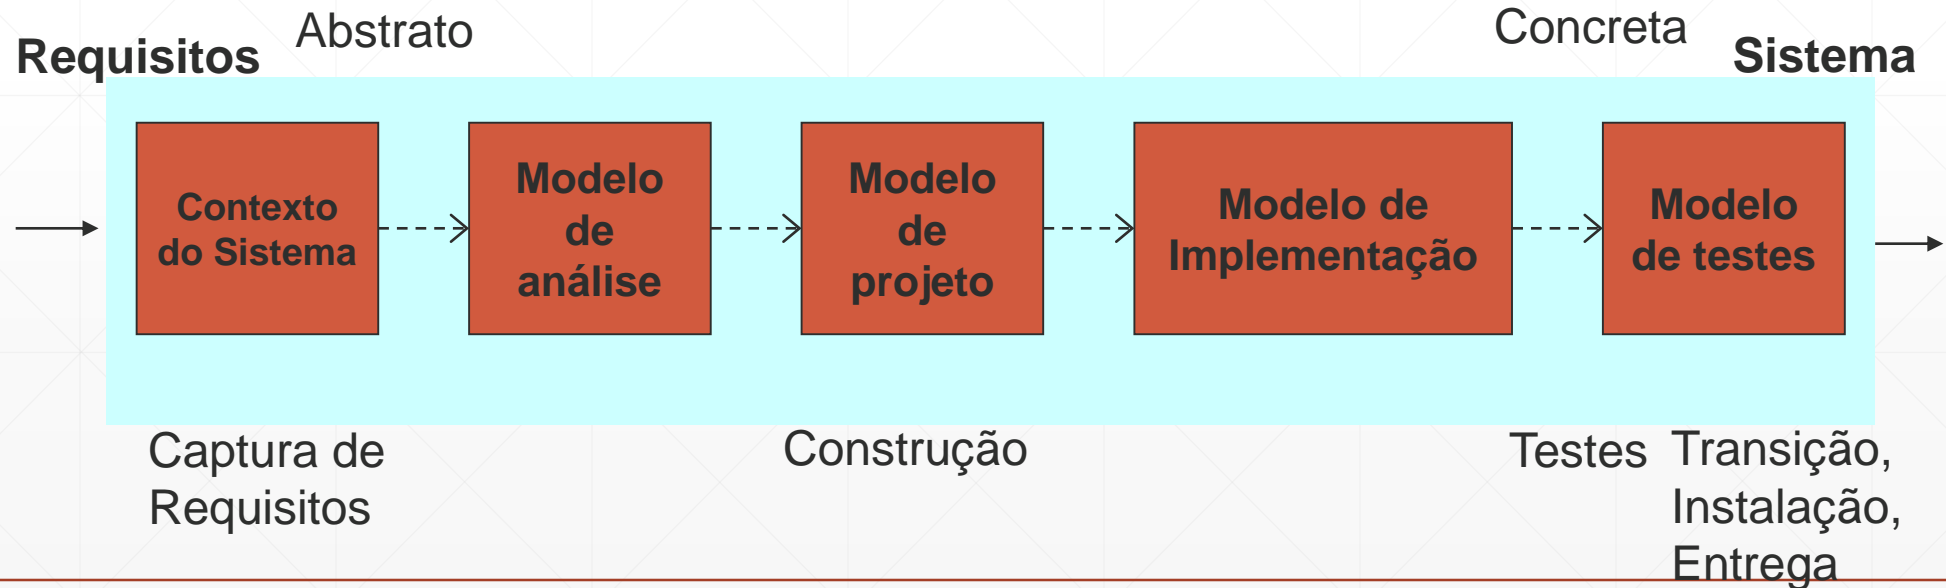 Requisitos
Abstrato
Concreta
Sistema
Contexto
do Sistema
Modelo
de
análise
Modelo
de
projeto
Modelo de
Implementação
Modelo
de testes
Captura de
Requisitos
Construção
Testes
Transição,
Instalação,
Entrega